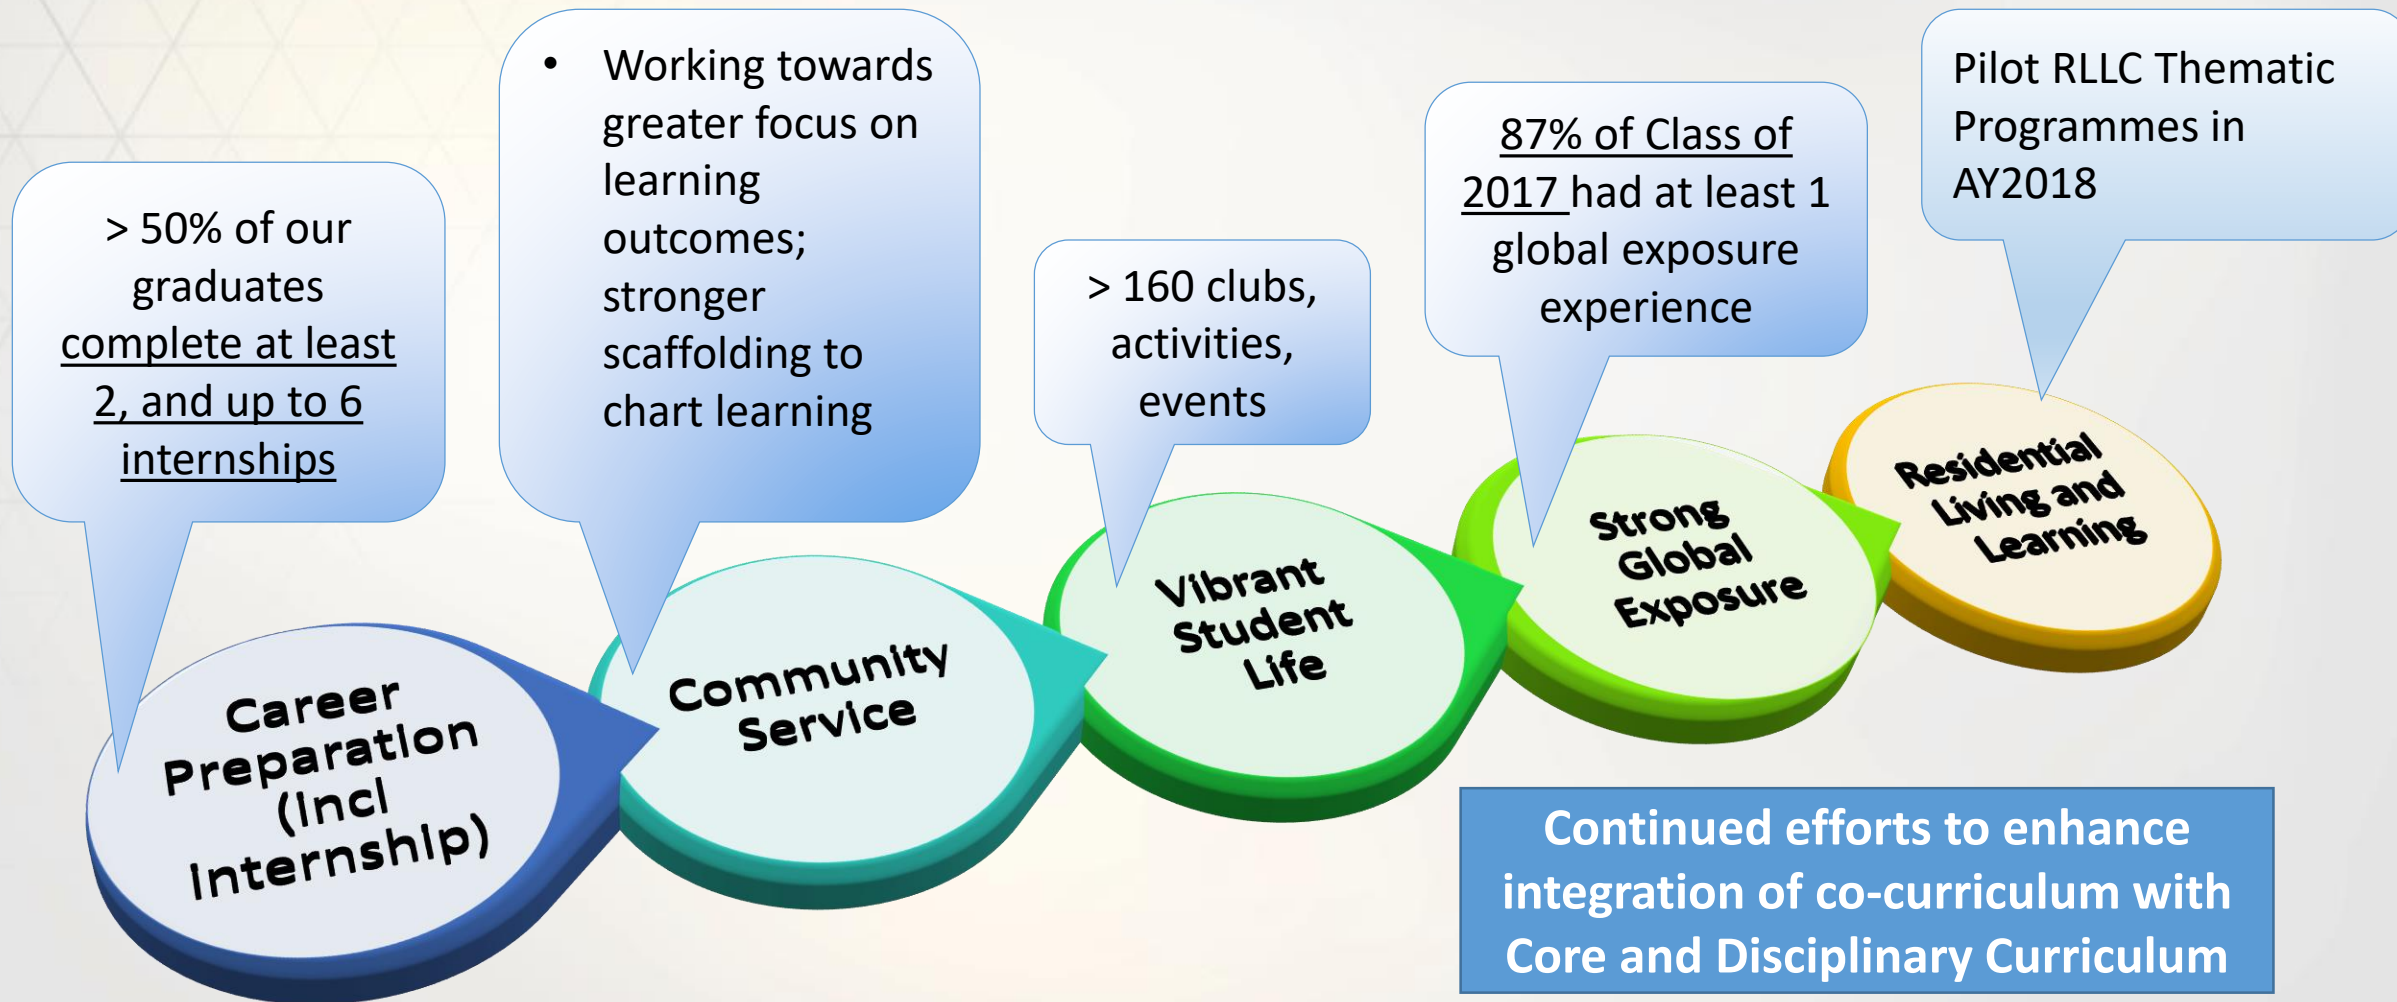 > 50% of our
graduates
complete at least
2, and up to 6
internships
• Working towards
greater focus on
learning
outcomes;
stronger
scaffolding to
chart learning
> 160 clubs,
activities,
events
87% of Class of
2017 had at least 1
global exposure
experience
Pilot RLLC Thematic
Programmes in
AY2018
Career
Preparation
(Incl
Internship)
Community
Service
Vibrant
Student
Life
Strong
Global
Exposure
Residential
Living and
Learning
Continued efforts to enhance
integration of co-curriculum with
Core and Disciplinary Curriculum